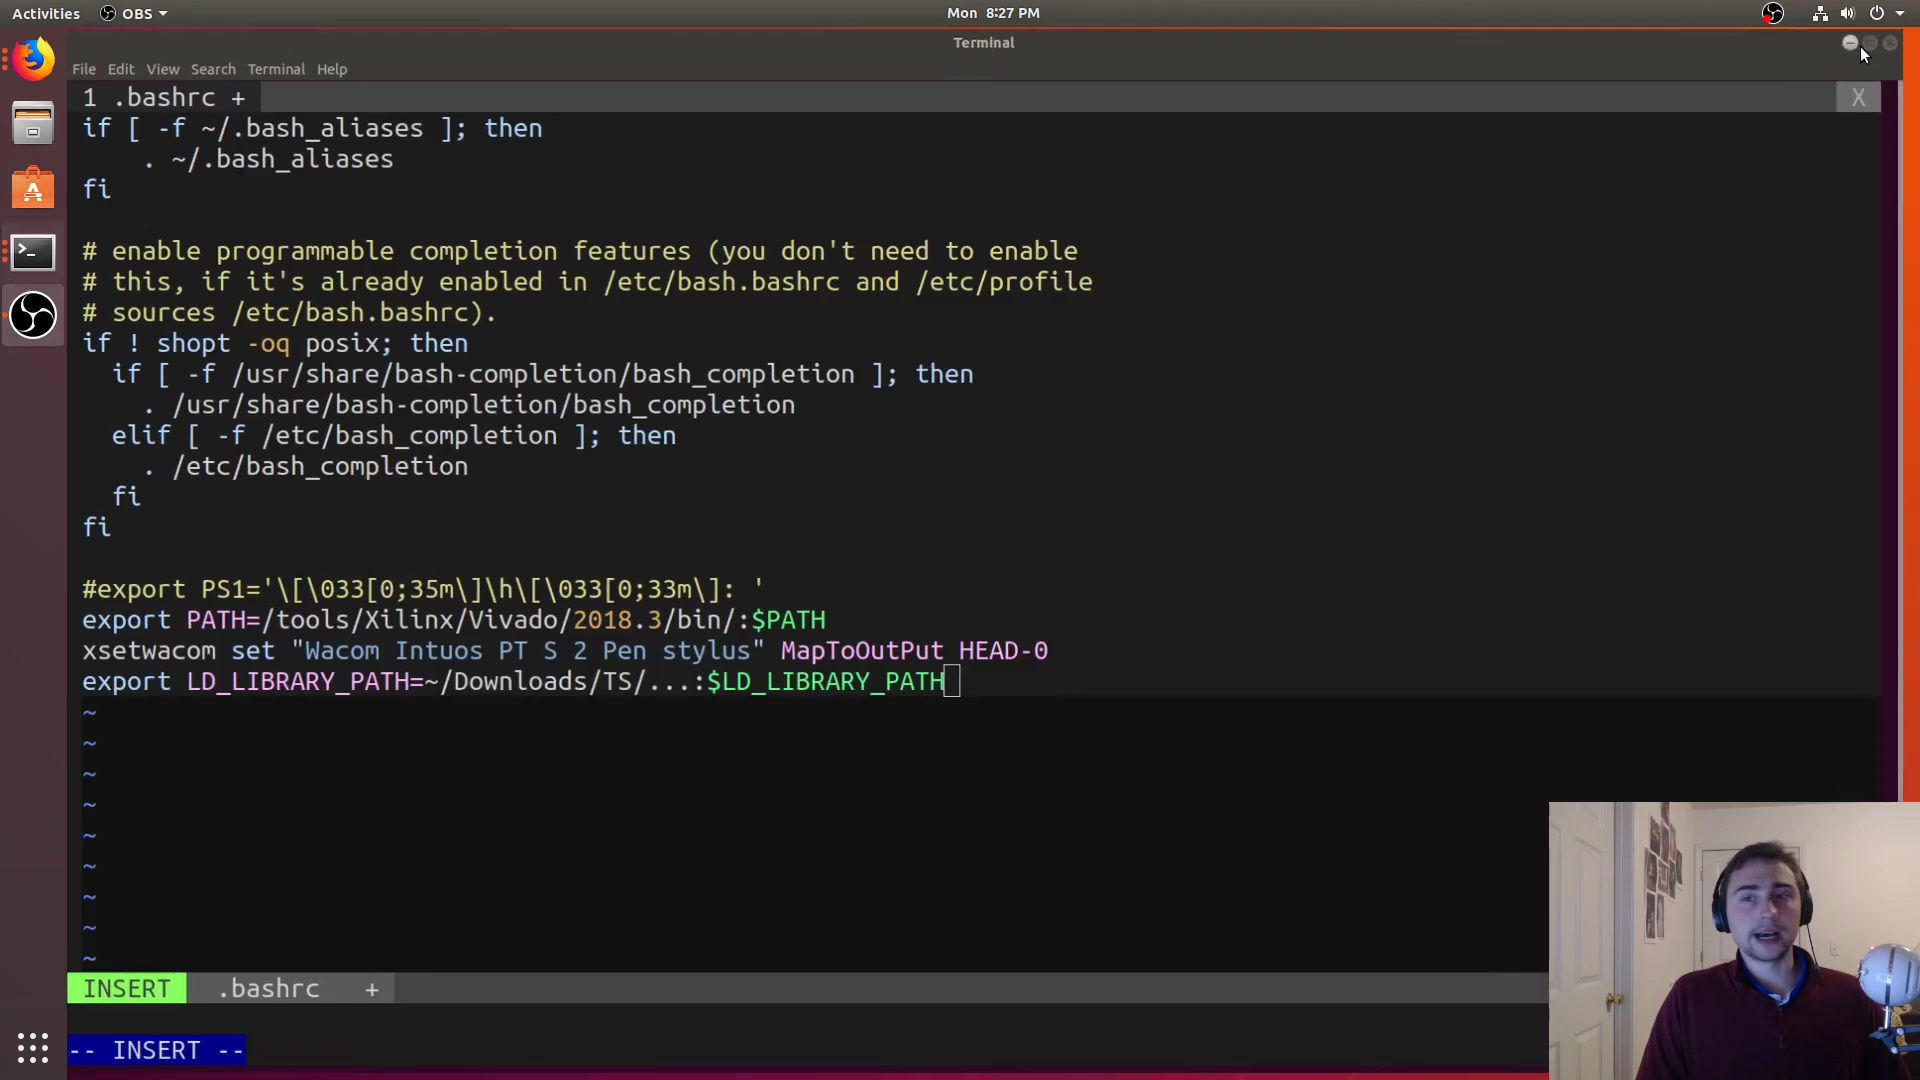 Activities
OBS
Mon 8:27 PM
Terminal
File Edit View Search Terminal Help
1 .bashrc +
X
if [ -f ~/.bash_aliases ]; then
    . ~/.bash_aliases
fi
# enable programmable completion features (you don't need to enable
# this, if it's already enabled in /etc/bash.bashrc and /etc/profile
# sources /etc/bash.bashrc).
if ! shopt -oq posix; then
  if [ -f /usr/share/bash-completion/bash_completion ]; then
    . /usr/share/bash-completion/bash_completion
  elif [ -f /etc/bash_completion ]; then
    . /etc/bash_completion
  fi
fi
#export PS1='\[\033[0;35m\]\h\[\033[0;33m\]: '
export PATH=/tools/Xilinx/Vivado/2018.3/bin/:$PATH
xsetwacom set "Wacom Intuos PT S 2 Pen stylus" MapToOutPut HEAD-0
export LD_LIBRARY_PATH=~/Downloads/TS/...:$LD_LIBRARY_PATH
~
~
~
~
~
~
~
~
~
INSERT .bashrc +
-- INSERT --